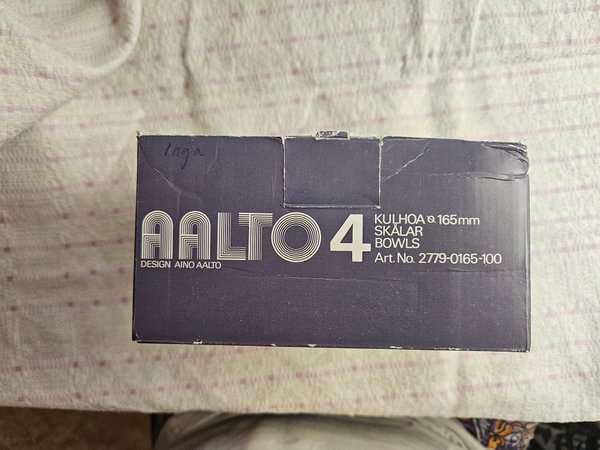 Inga
AALTO 4
DESIGN AINO AALTO
KULHOA ø 165mm
SKÅLAR
BOWLS
Art. No. 2779-0165-100